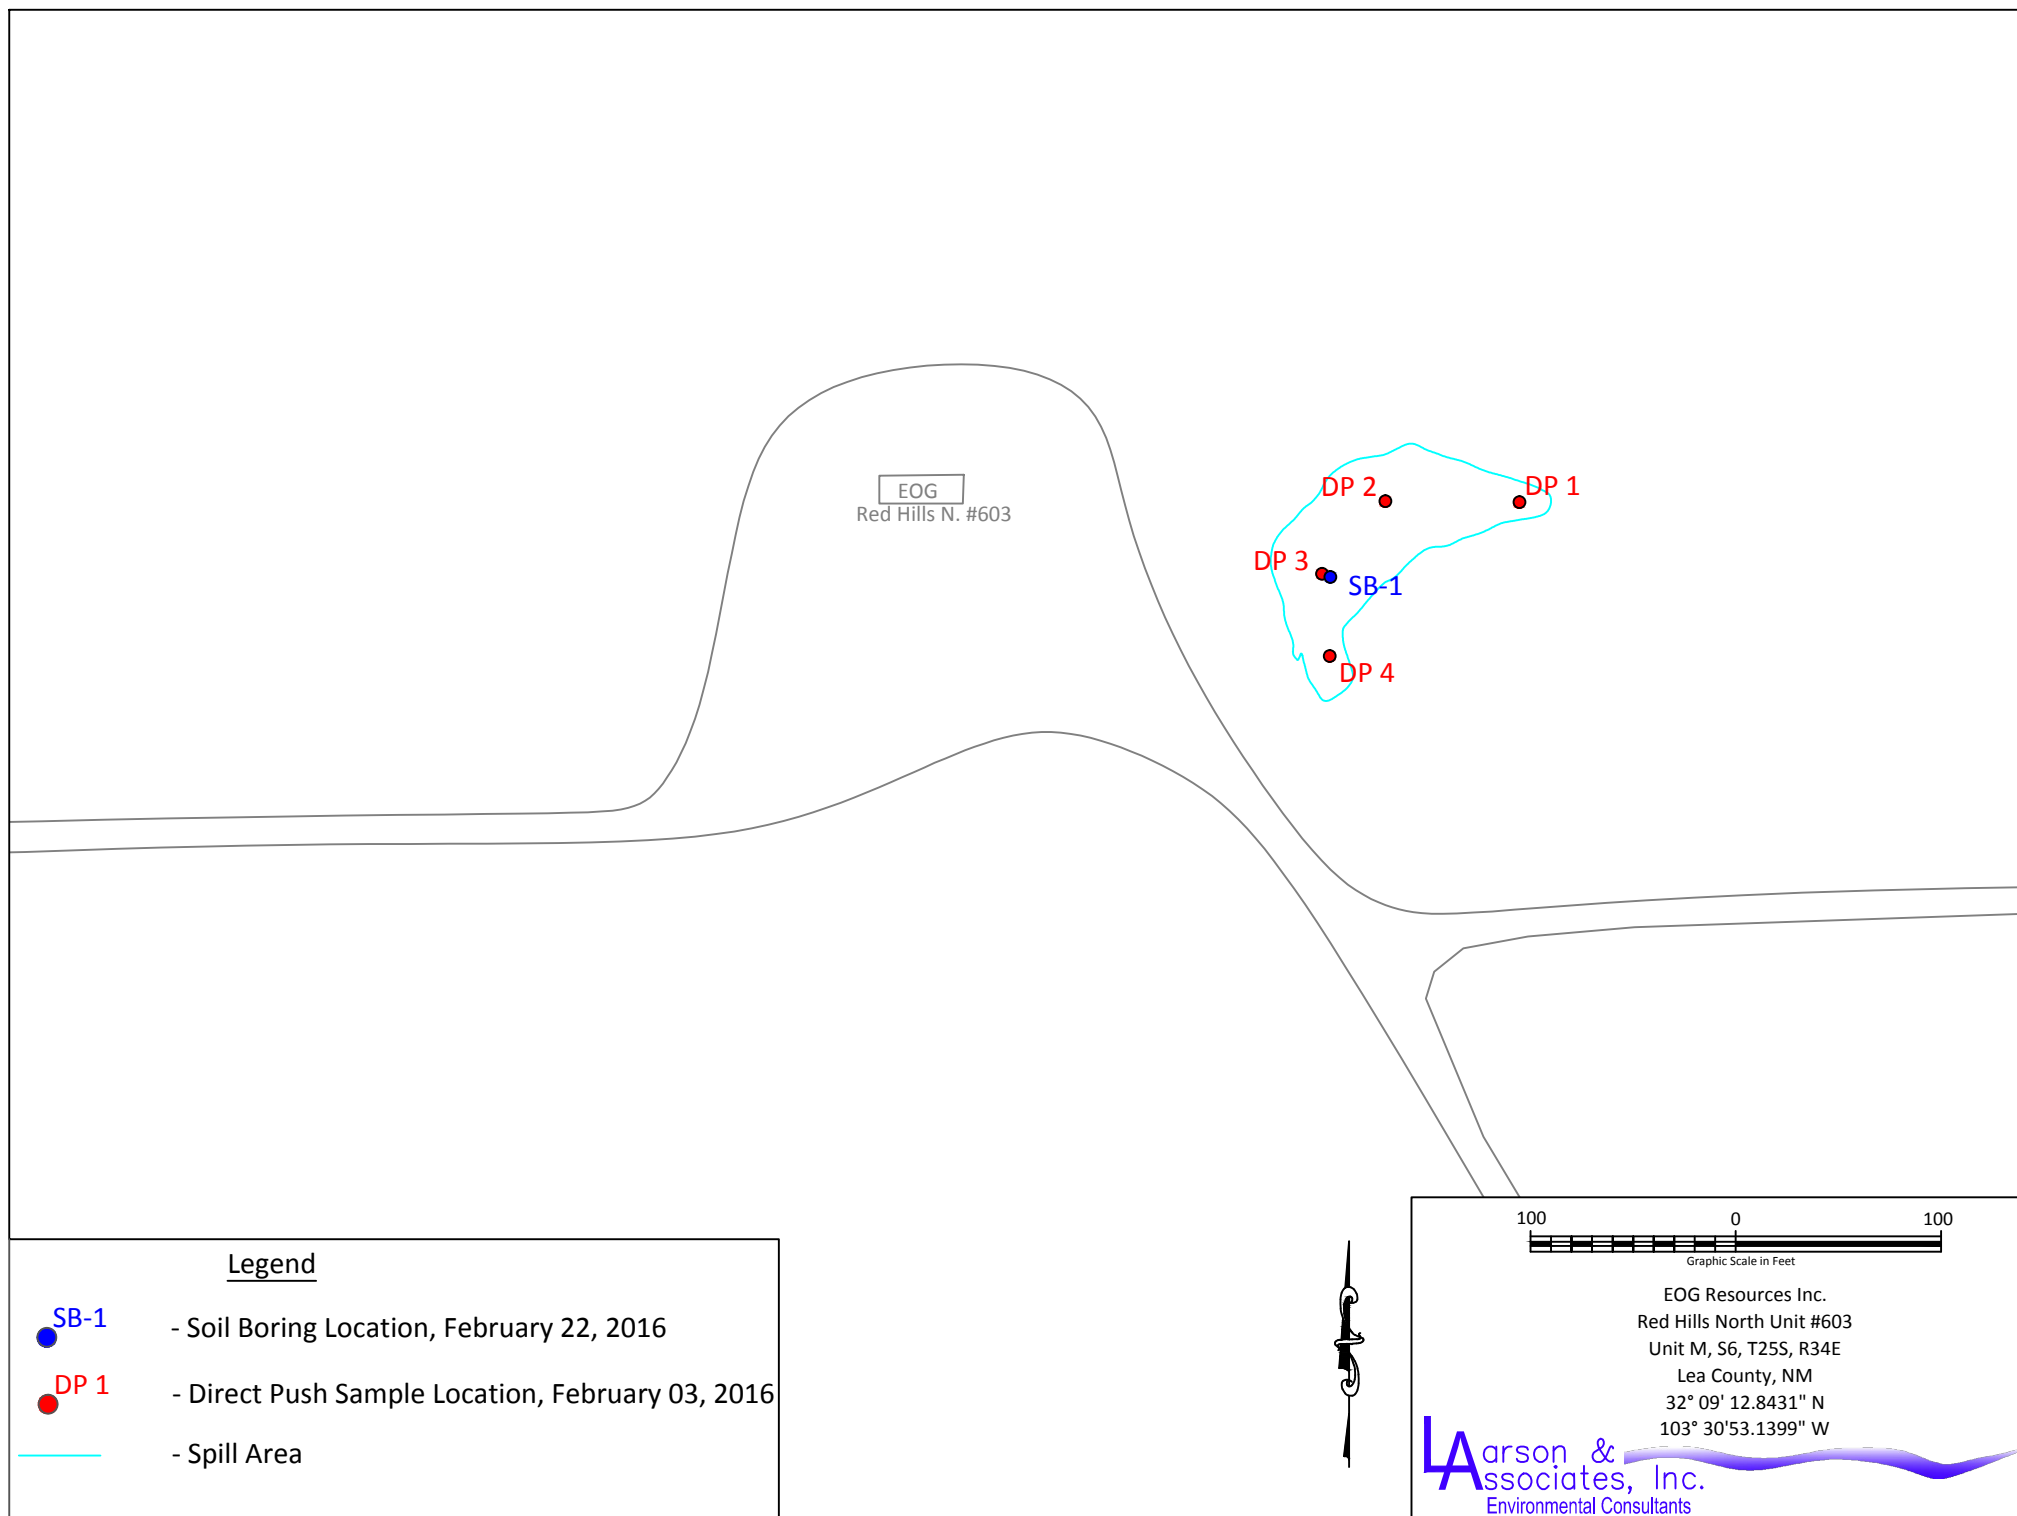 EOG
Red Hills N. #603
DP 2
DP 1
DP 3
SB-1
DP 4
Legend
SB-1
- Soil Boring Location, February 22, 2016
DP 1
- Direct Push Sample Location, February 03, 2016
- Spill Area
100 0 100
Graphic Scale in Feet
EOG Resources Inc.
Red Hills North Unit #603
Unit M, S6, T25S, R34E
Lea County, NM
32° 09' 12.8431" N
103° 30'53.1399" W
Larson &
Associates, Inc.
Environmental Consultants